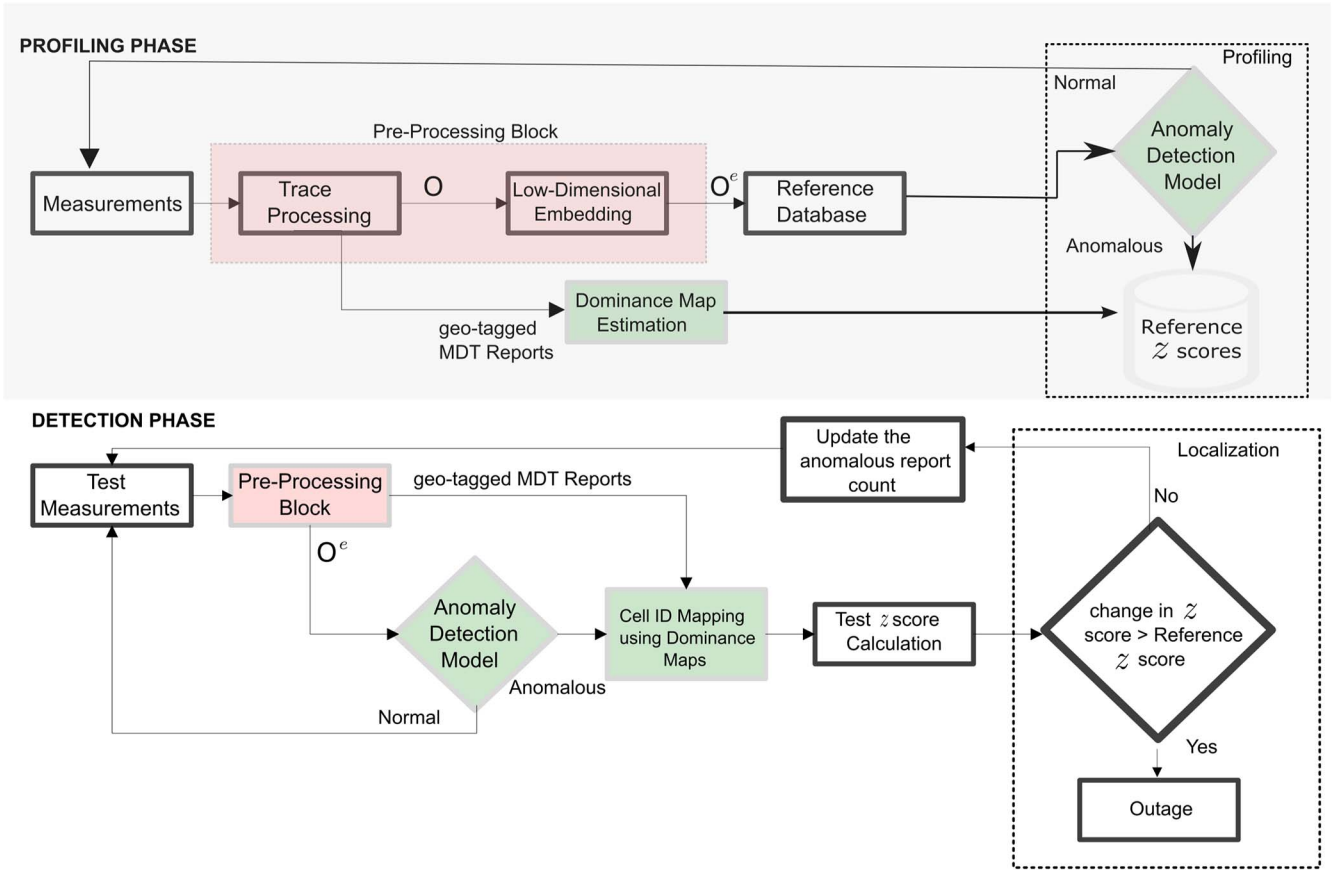 PROFILING PHASE
Profiling
Normal
Pre-Processing Block
Anomaly
Detection
Model
Measurements
Trace
Processing
O
Low-Dimensional
Embedding
O^e
Reference
Database
Anomalous
geo-tagged
MDT Reports
Dominance Map
Estimation
Reference
z scores
DETECTION PHASE
Update the
anomalous report
count
Localization
Test
Measurements
Pre-Processing
Block
geo-tagged MDT Reports
No
O^e
Anomaly
Detection
Model
Anomalous
Normal
Cell ID Mapping
using Dominance
Maps
Test z score
Calculation
change in z
score > Reference
z score
Yes
Outage